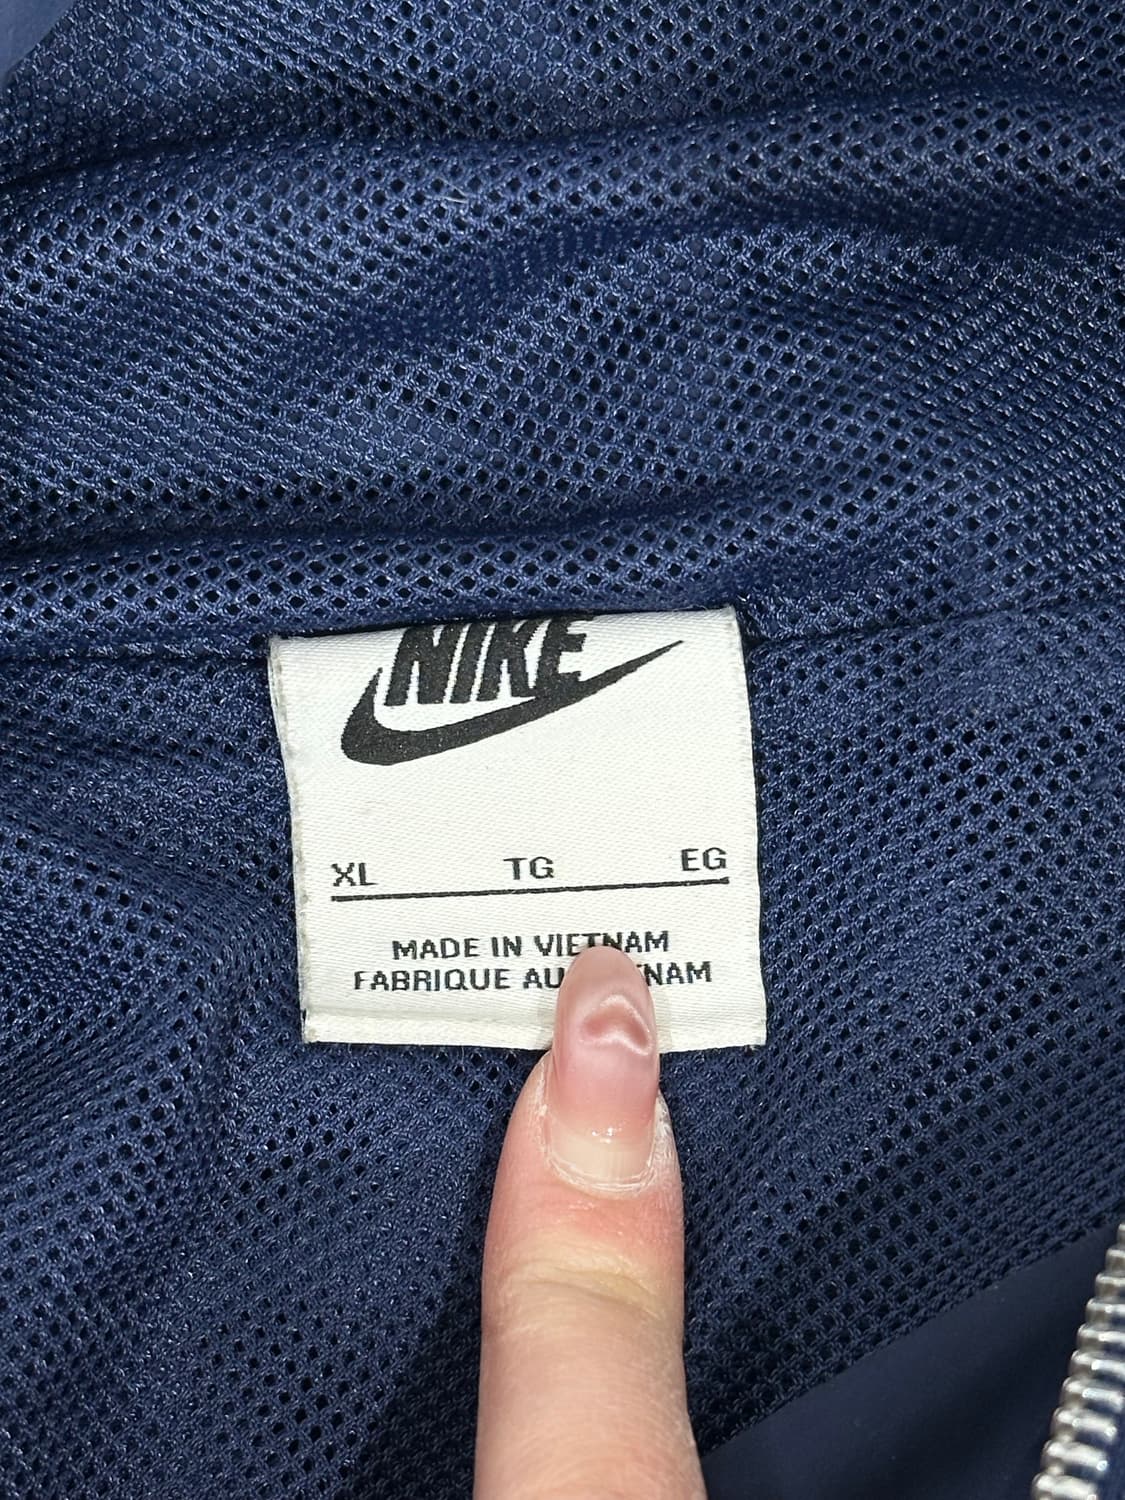 NIKE
XL TG EG
MADE IN VIETNAM
FABRIQUE AU